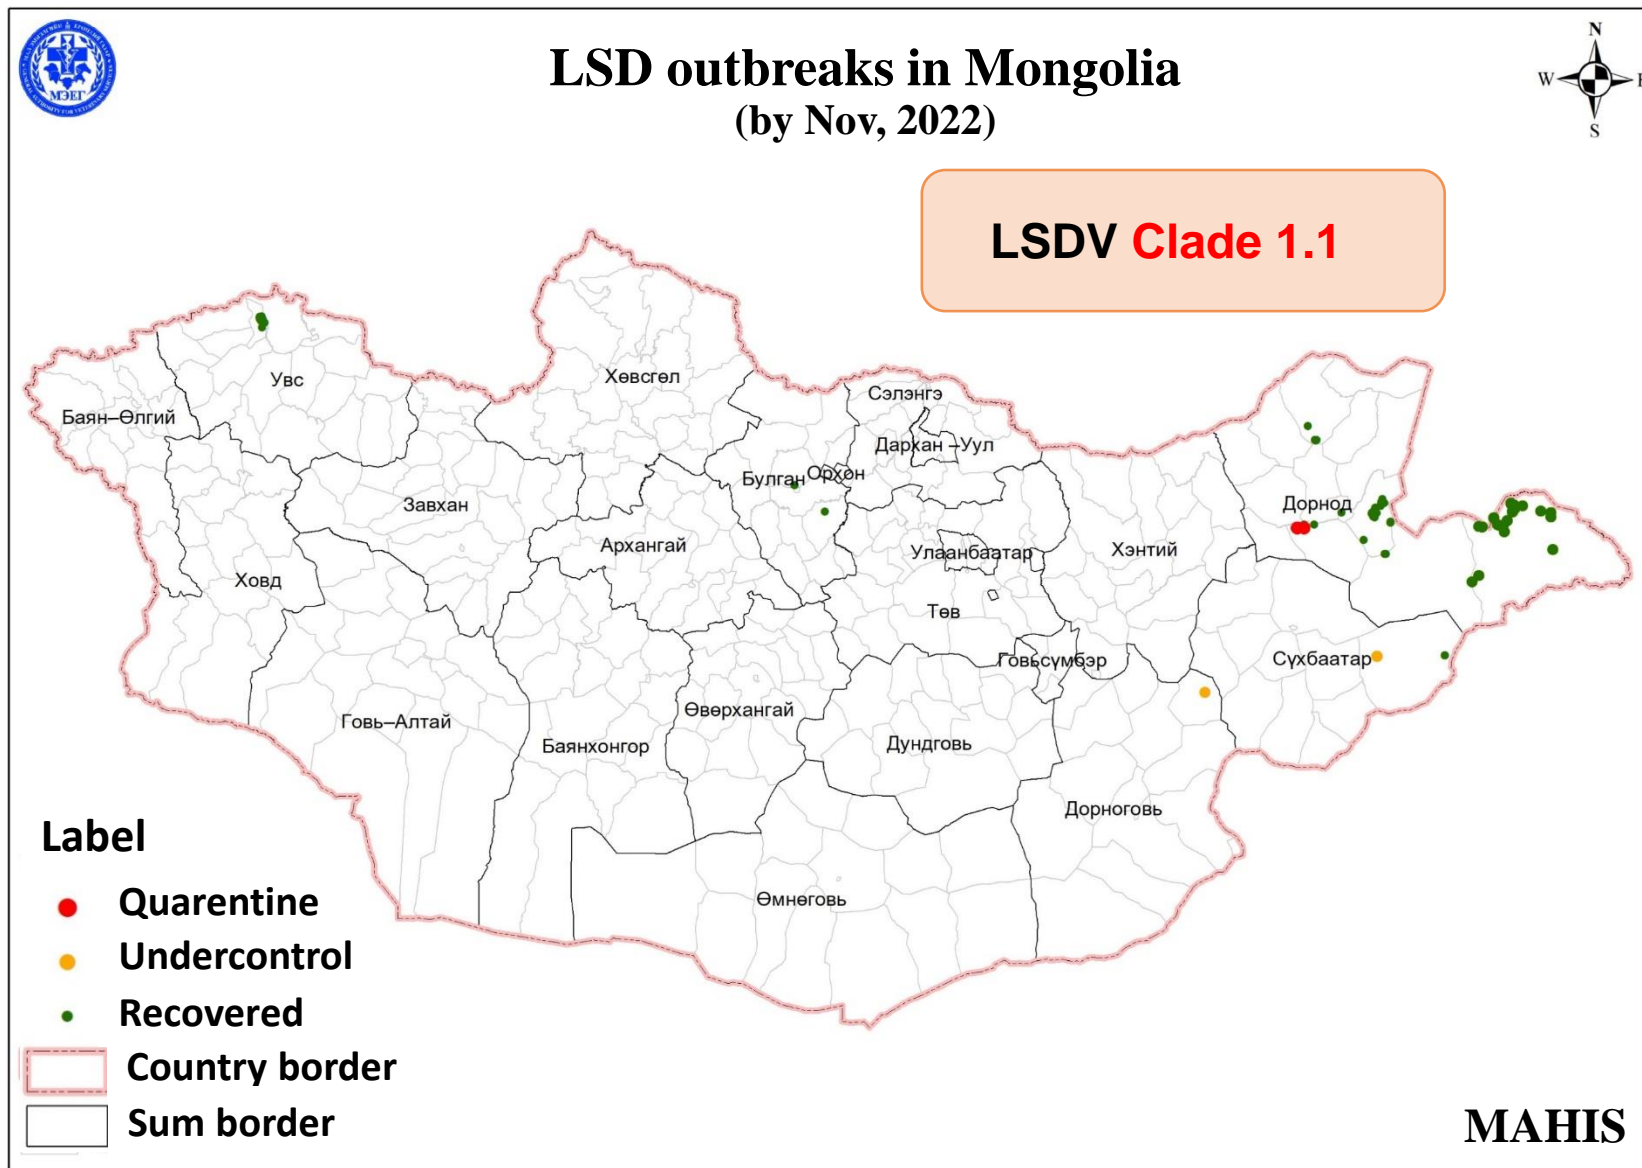 LSD outbreaks in Mongolia
(by Nov, 2022)
N
W
S
МЭЕГ
LSDV Clade 1.1
Хөвсгөл
Увс
Сэлэнгэ
Баян–Өлгий
Дархан –Уул
Булган
Орхон
Завхан
Дорнод
Архангай
Улаанбаатар
Хэнтий
Ховд
Төв
Говьсүмбэр
Сүхбаатар
Өвөрхангай
Говь–Алтай
Баянхонгор
Дундговь
Дорноговь
Өмнөговь
Label
Quarentine
Undercontrol
Recovered
Country border
Sum border
MAHIS